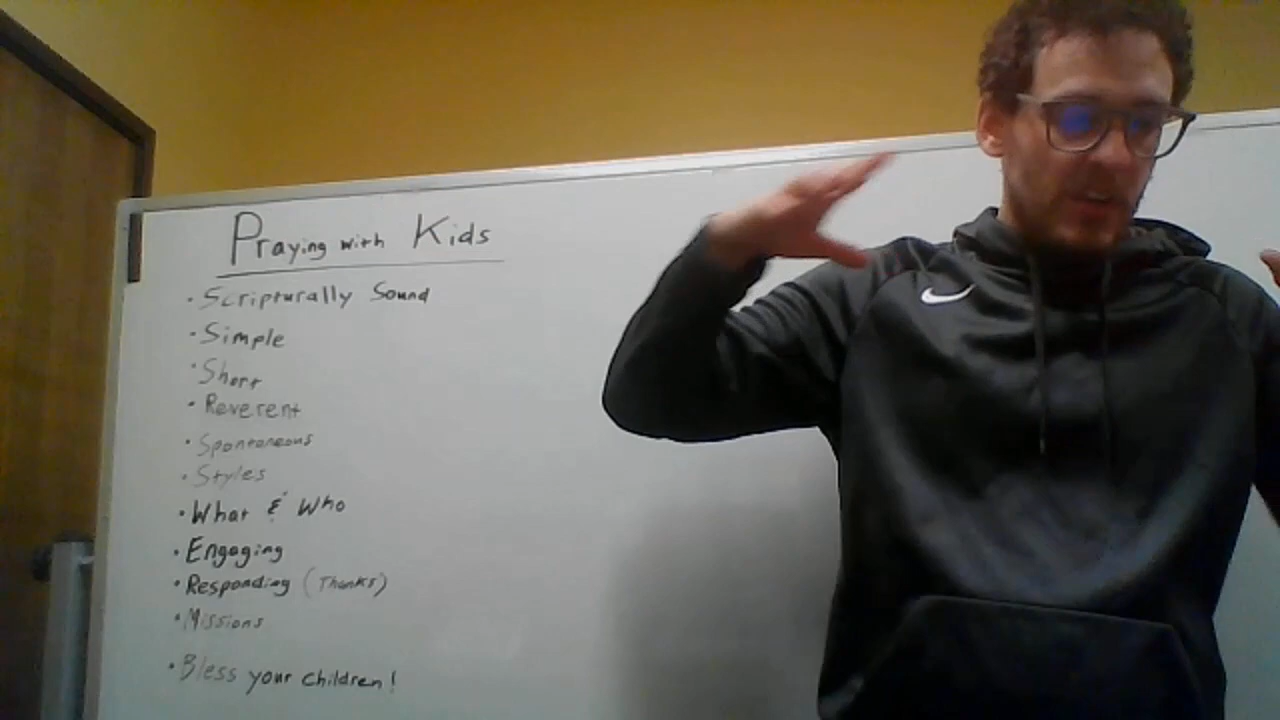 Praying with Kids
• Scripturally Sound
• Simple
• Short
• Reverent
• Spontaneous
• Styles
• What & Who
• Engaging
• Responding (Thanks)
• Missions
• Bless your children!